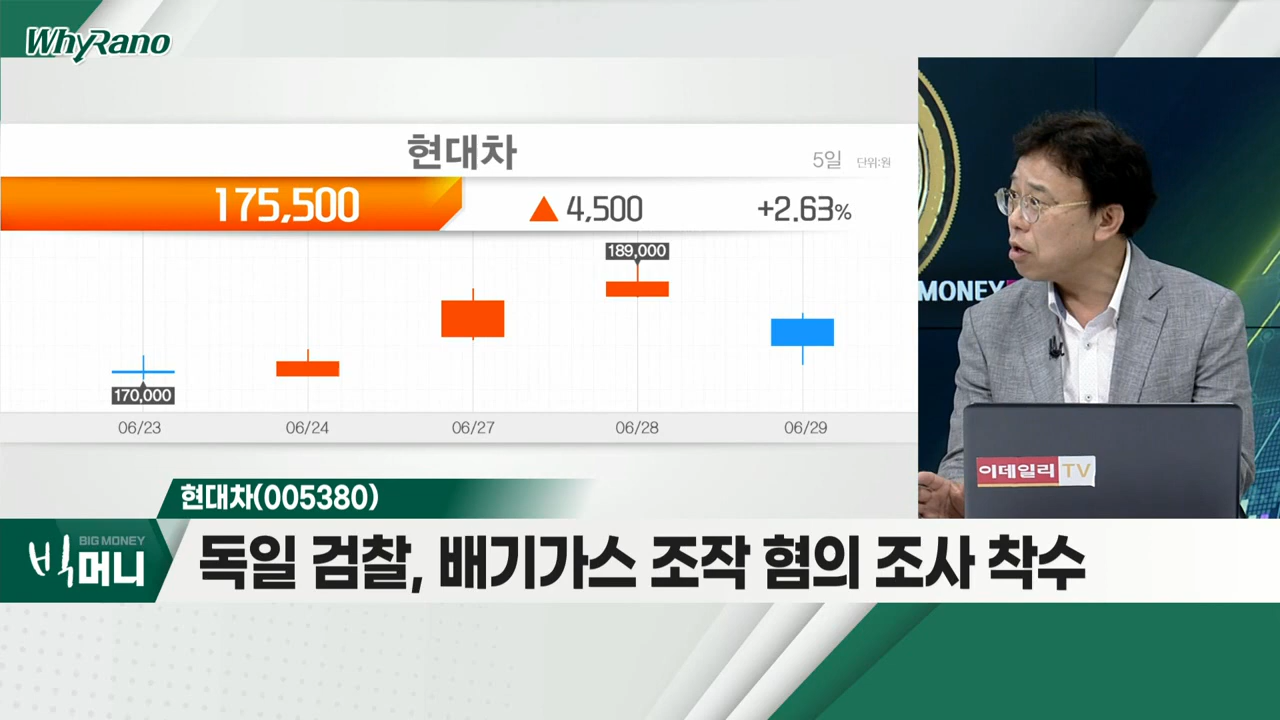 WhyRano
현대차
5일 단위:원
175,500 ▲ 4,500 +2.63%
189,000
170,000
06/23 06/24 06/27 06/28 06/29
MONEY
이데일리 TV
현대차(005380)
BIG MONEY
빅머니
독일 검찰, 배기가스 조작 혐의 조사 착수